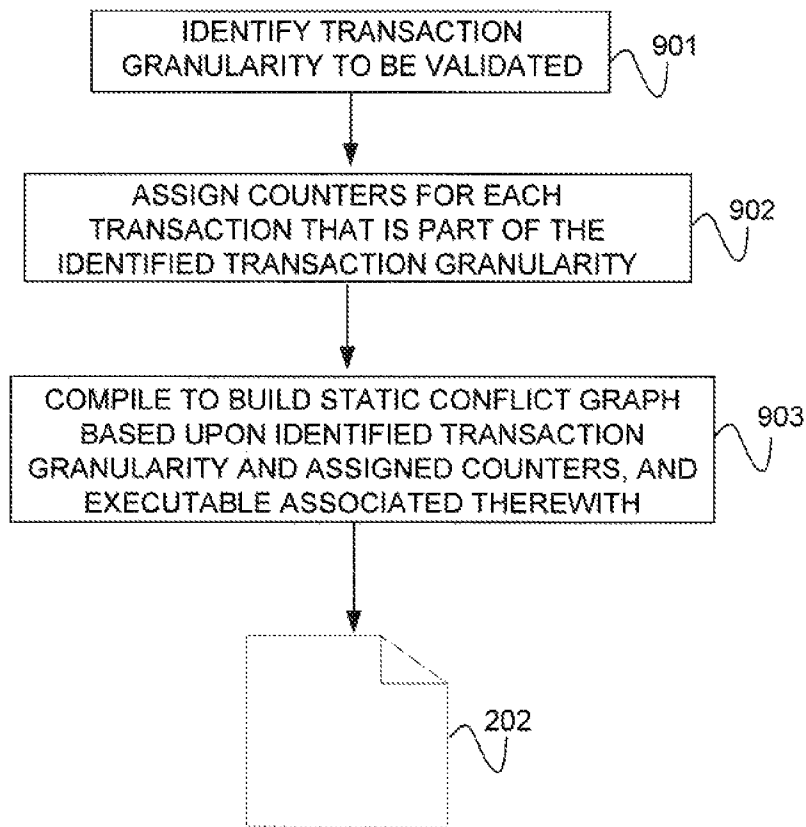 IDENTIFY TRANSACTION
GRANULARITY TO BE VALIDATED
901
ASSIGN COUNTERS FOR EACH
TRANSACTION THAT IS PART OF THE
IDENTIFIED TRANSACTION GRANULARITY
902
COMPILE TO BUILD STATIC CONFLICT GRAPH
BASED UPON IDENTIFIED TRANSACTION
GRANULARITY AND ASSIGNED COUNTERS, AND
EXECUTABLE ASSOCIATED THEREWITH
903
202